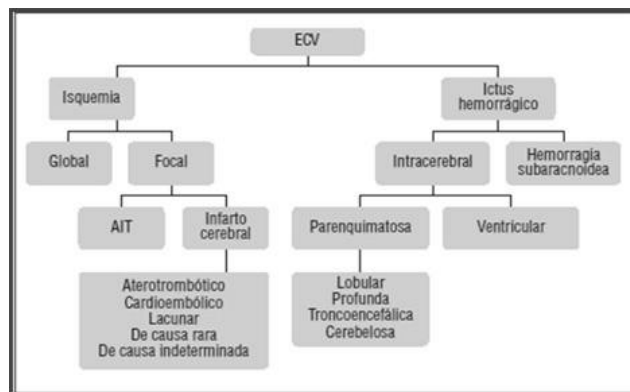 ECV
Isquemia
Ictus
hemorrágico
Global
Focal
Intracerebral
Hemorragia
subaracnoidea
AIT
Infarto
cerebral
Parenquimatosa
Ventricular
Aterotrombótico
Cardioembólico
Lacunar
De causa rara
De causa indeterminada
Lobular
Profunda
Troncoencefálica
Cerebelosa